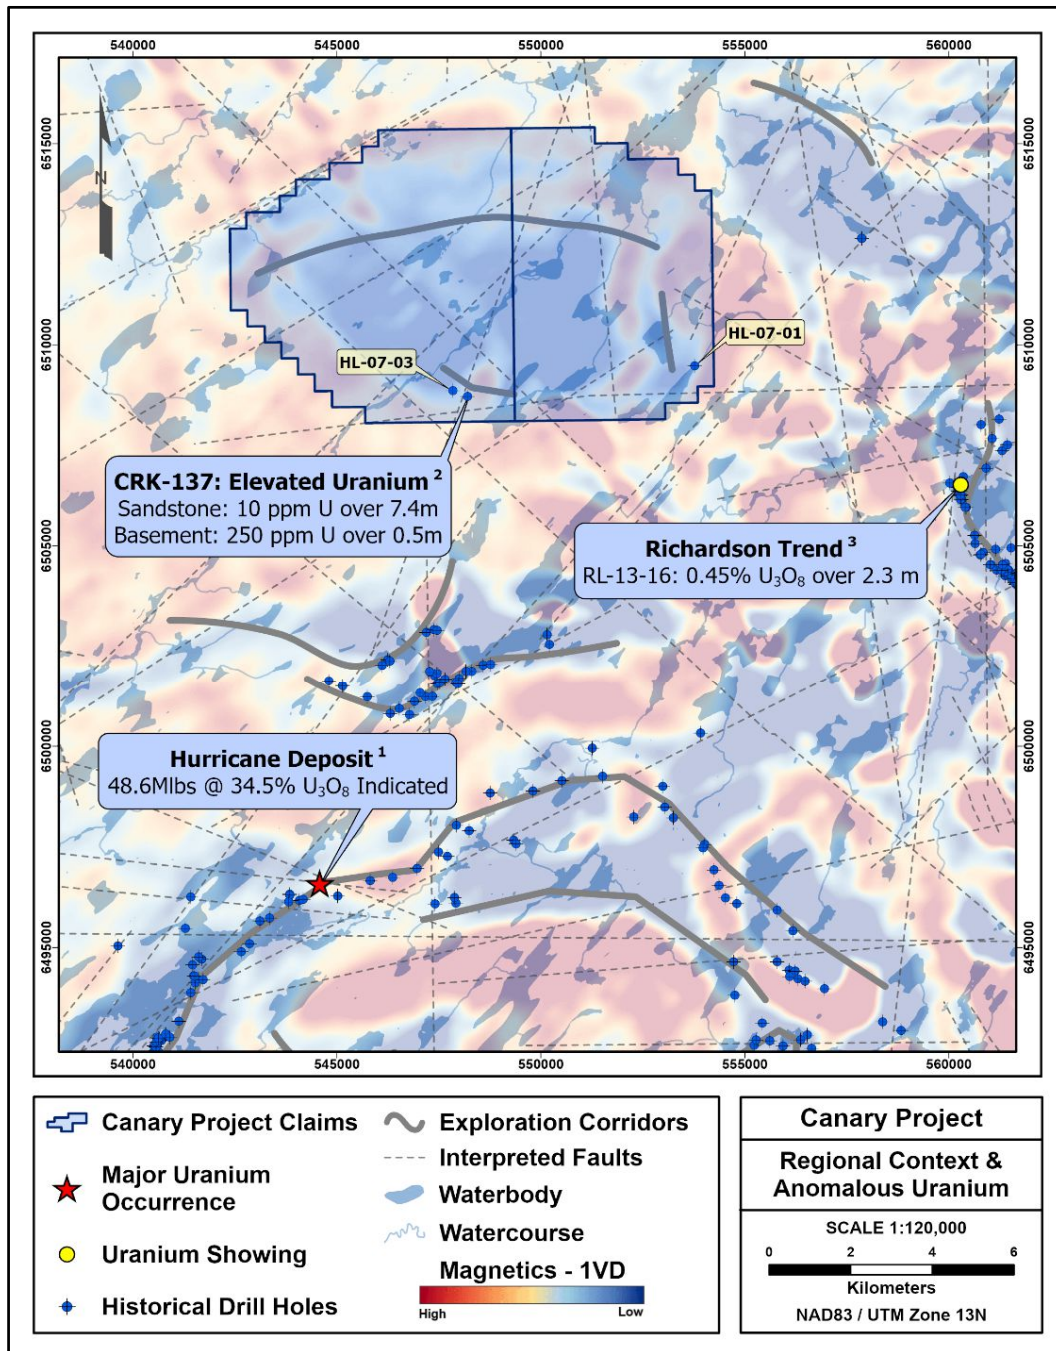 540000 545000 550000 555000 560000
6515000 6515000
N
6510000 6510000
HL-07-01
HL-07-03
CRK-137: Elevated Uranium ²
Sandstone: 10 ppm U over 7.4m
Basement: 250 ppm U over 0.5m
6505000 6505000
Richardson Trend ³
RL-13-16: 0.45% U₃O₈ over 2.3 m
6500000 6500000
Hurricane Deposit ¹
48.6Mlbs @ 34.5% U₃O₈ Indicated
6495000 6495000
540000 545000 550000 555000 560000
Canary Project Claims
Major Uranium
Occurrence
Uranium Showing
Historical Drill Holes
Exploration Corridors
Interpreted Faults
Waterbody
Watercourse
Magnetics - 1VD
High Low
Canary Project
Regional Context &
Anomalous Uranium
SCALE 1:120,000
0 2 4 6
Kilometers
NAD83 / UTM Zone 13N